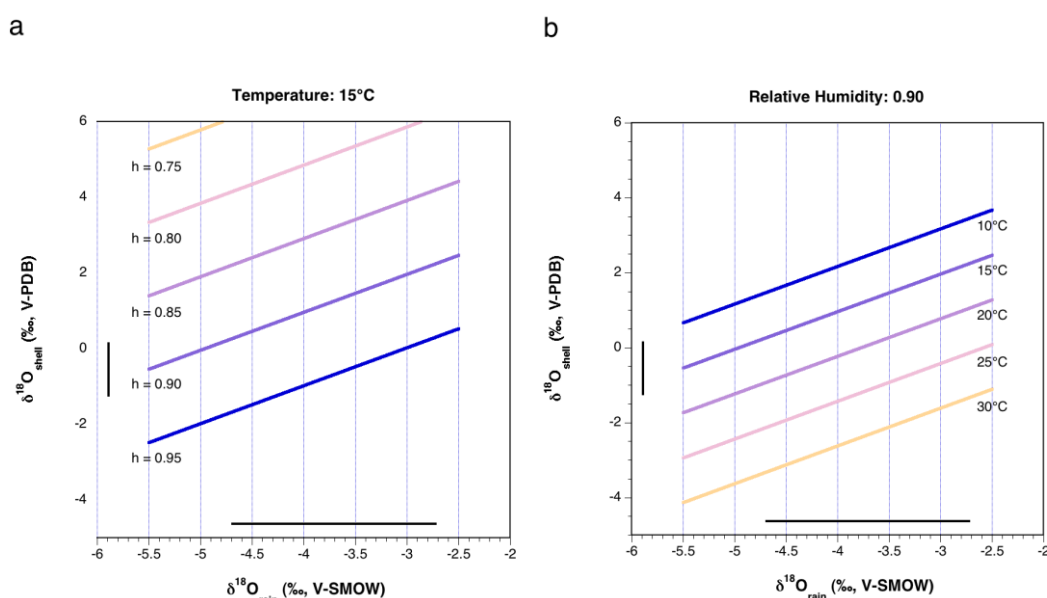 a
b
Temperature: 15°C
Relative Humidity: 0.90
6
4
2
0
-2
-4
δ18Oshell (‰, V-PDB)
h = 0.75
h = 0.80
h = 0.85
h = 0.90
h = 0.95
-6 -5.5 -5 -4.5 -4 -3.5 -3 -2.5 -2
δ18Orain (‰, V-SMOW)
6
4
2
0
-2
-4
δ18Oshell (‰, V-PDB)
10°C
15°C
20°C
25°C
30°C
-6 -5.5 -5 -4.5 -4 -3.5 -3 -2.5 -2
δ18Orain (‰, V-SMOW)